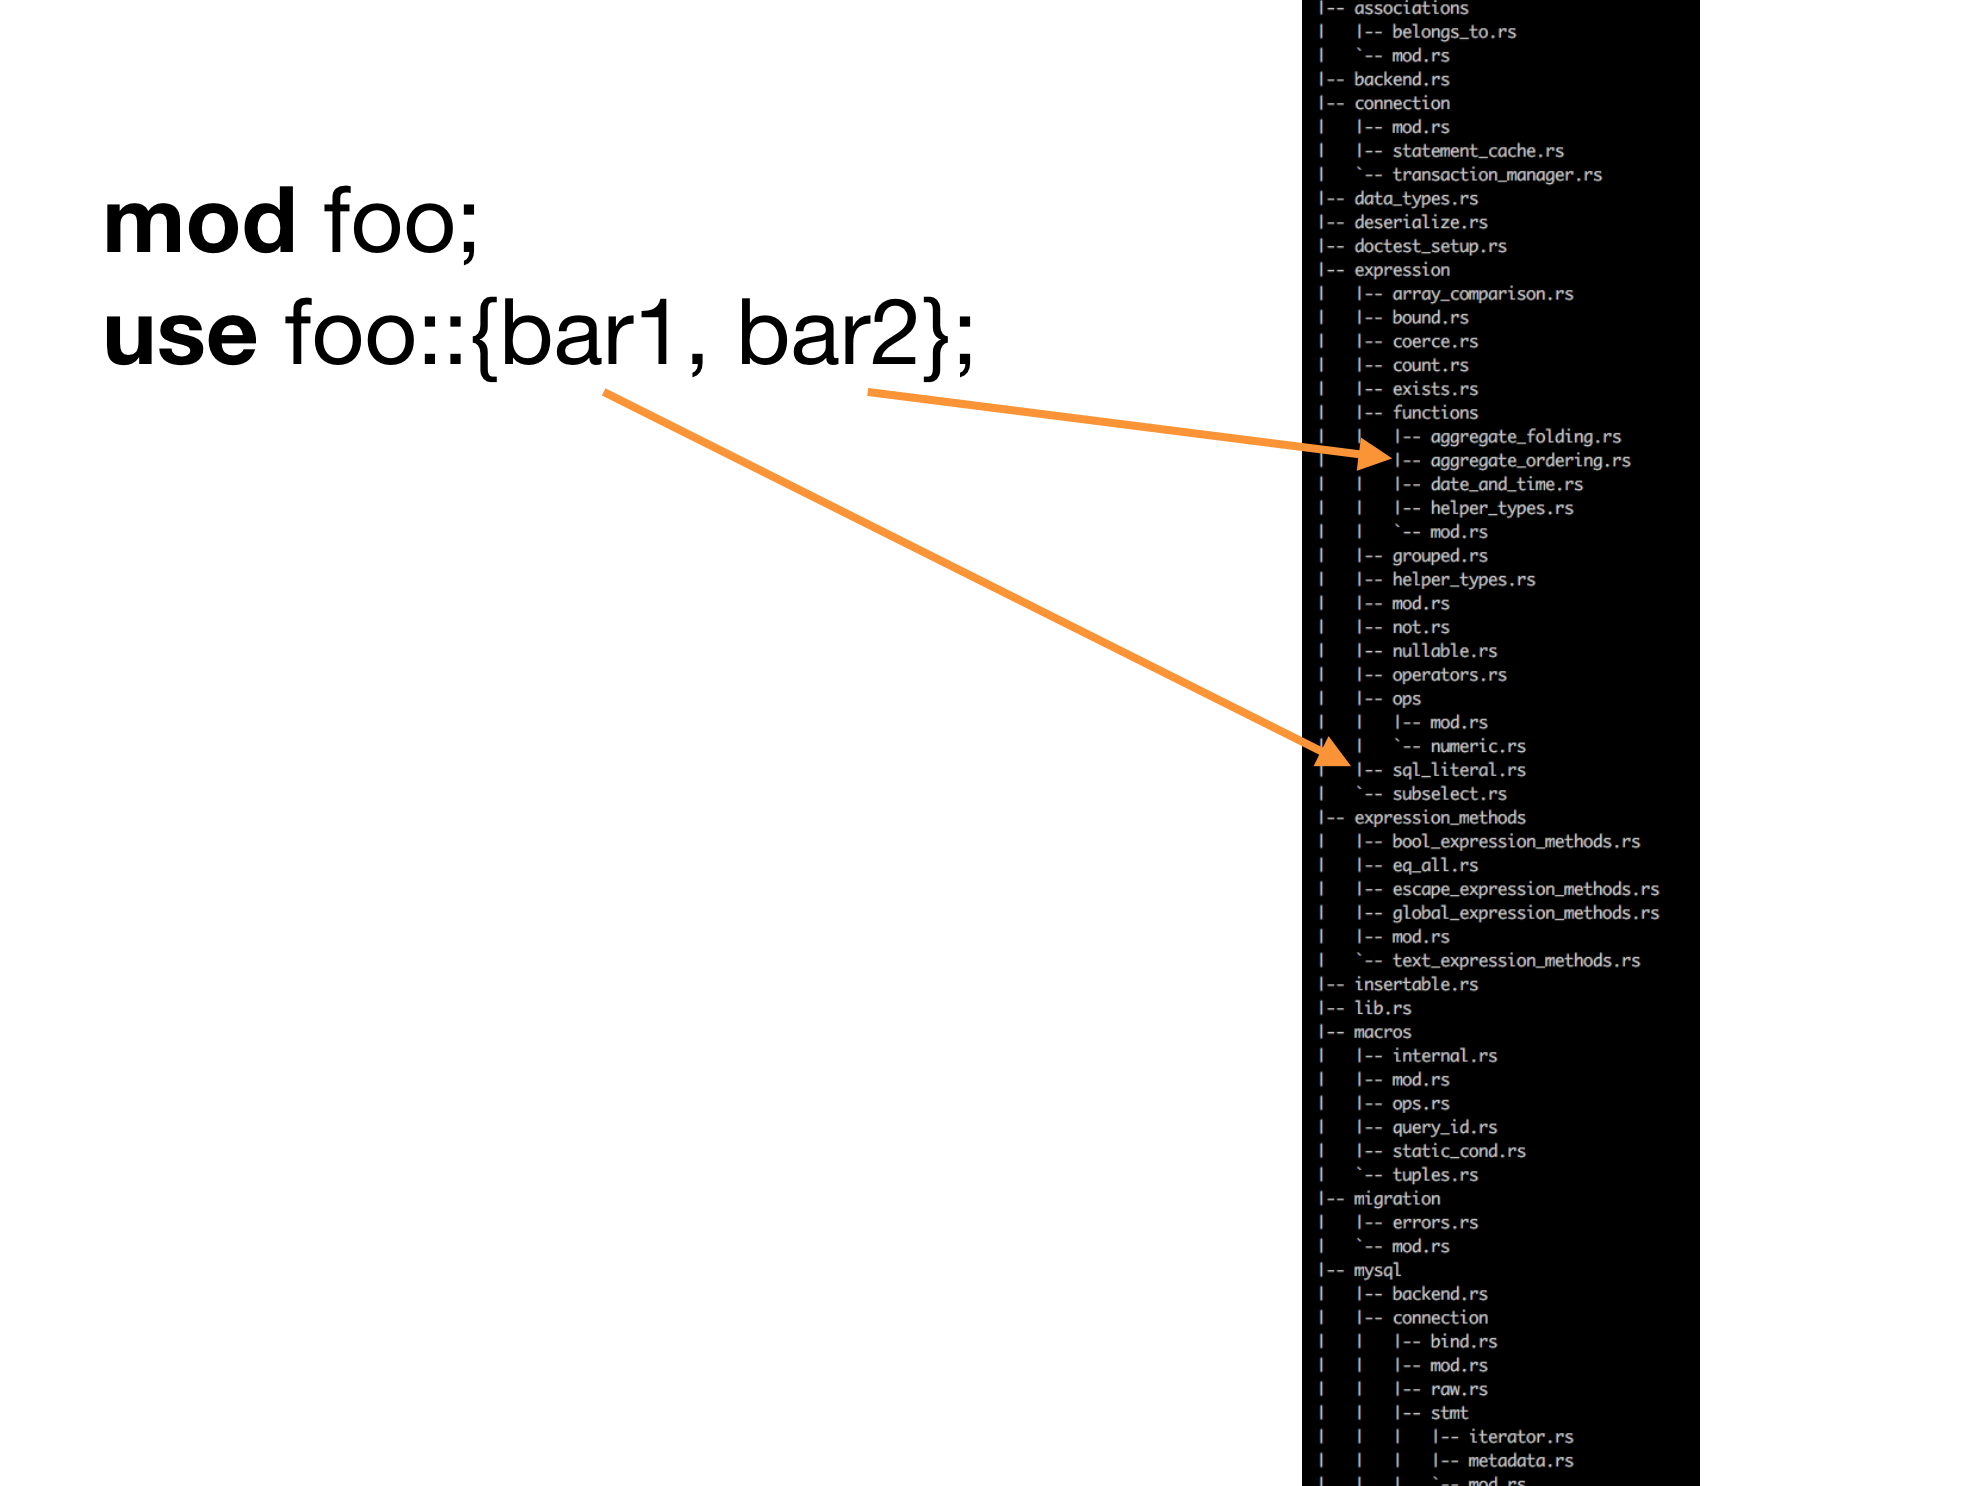 mod foo;
use foo::{bar1, bar2};
|-- associations
|   |-- belongs_to.rs
|   `-- mod.rs
|-- backend.rs
|-- connection
|   |-- mod.rs
|   |-- statement_cache.rs
|   `-- transaction_manager.rs
|-- data_types.rs
|-- deserialize.rs
|-- doctest_setup.rs
|-- expression
|   |-- array_comparison.rs
|   |-- bound.rs
|   |-- coerce.rs
|   |-- count.rs
|   |-- exists.rs
|   |-- functions
|   |   |-- aggregate_folding.rs
|   |   |-- aggregate_ordering.rs
|   |   |-- date_and_time.rs
|   |   |-- helper_types.rs
|   |   `-- mod.rs
|   |-- grouped.rs
|   |-- helper_types.rs
|   |-- mod.rs
|   |-- not.rs
|   |-- nullable.rs
|   |-- operators.rs
|   |-- ops
|   |   |-- mod.rs
|   |   `-- numeric.rs
|   |-- sql_literal.rs
|   `-- subselect.rs
|-- expression_methods
|   |-- bool_expression_methods.rs
|   |-- eq_all.rs
|   |-- escape_expression_methods.rs
|   |-- global_expression_methods.rs
|   |-- mod.rs
|   `-- text_expression_methods.rs
|-- insertable.rs
|-- lib.rs
|-- macros
|   |-- internal.rs
|   |-- mod.rs
|   |-- ops.rs
|   |-- query_id.rs
|   |-- static_cond.rs
|   `-- tuples.rs
|-- migration
|   |-- errors.rs
|   `-- mod.rs
|-- mysql
|   |-- backend.rs
|   |-- connection
|   |   |-- bind.rs
|   |   |-- mod.rs
|   |   |-- raw.rs
|   |   |-- stmt
|   |   |   |-- iterator.rs
|   |   |   |-- metadata.rs
|   |   |   `-- mod.rs